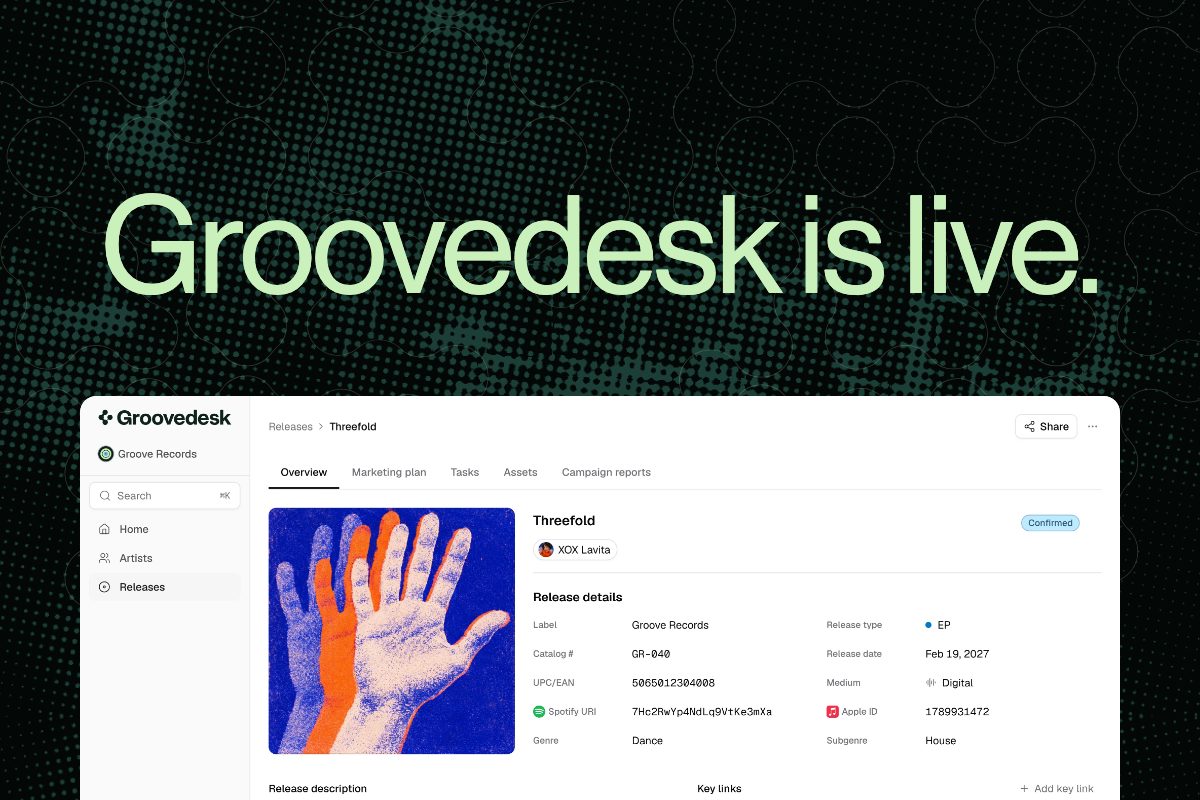 Groovedesk is live.
Groovedesk
Groove Records
Search ⌘K
Home
Artists
Releases
Releases > Threefold
Share ...
Overview Marketing plan Tasks Assets Campaign reports
Threefold
Confirmed
XOX Lavita
Release details
Label Groove Records Release type EP
Catalog # GR-040 Release date Feb 19, 2027
UPC/EAN 5065012304008 Medium Digital
Spotify URI 7Hc2RwYp4NdLq9VtKe3mXa Apple ID 1789931472
Genre Dance Subgenre House
Release description Key links + Add key link